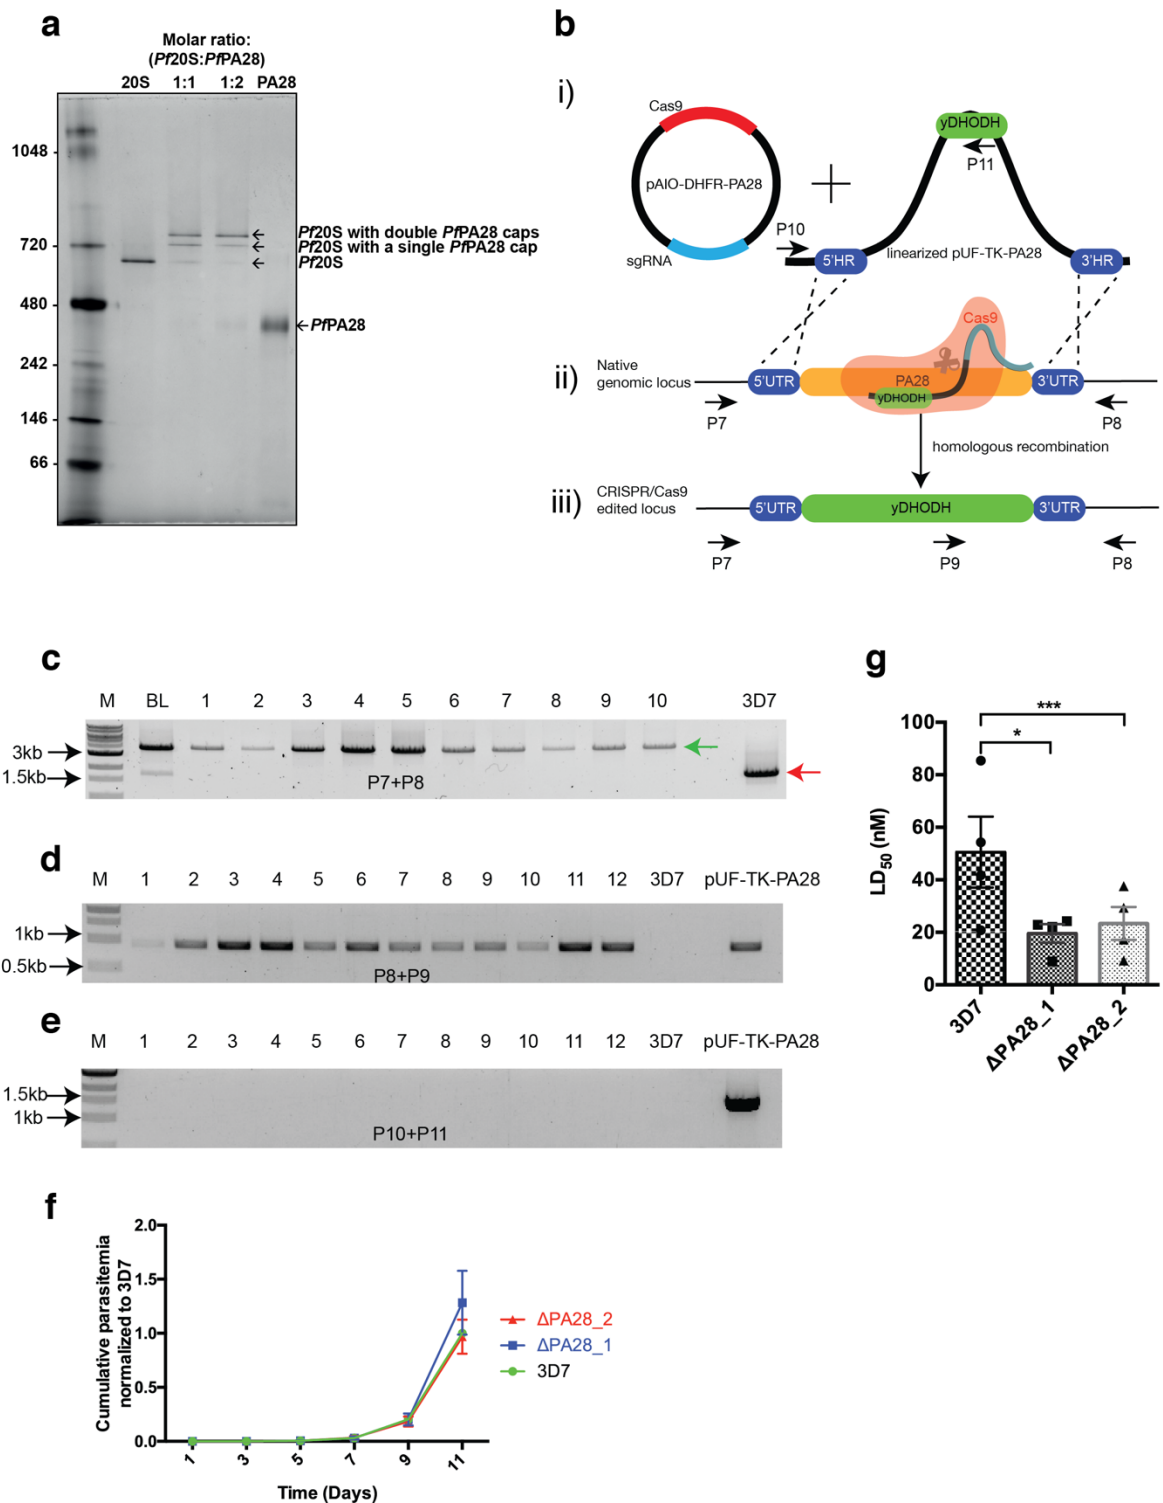 a
Molar ratio:
(Pf20S:PfPA28)
20S 1:1 1:2 PA28
1048
720
480
242
146
66
Pf20S with double PfPA28 caps
Pf20S with a single PfPA28 cap
Pf20S
PfPA28
b
i)
Cas9
pAIO-DHFR-PA28
sgRNA
+
yDHODH
P11
P10
5'HR
linearized pUF-TK-PA28
3'HR
ii)
Native
genomic locus
5'UTR
PA28
yDHODH
Cas9
3'UTR
P7
P8
homologous recombination
iii)
CRISPR/Cas9
edited locus
5'UTR
yDHODH
3'UTR
P7
P9
P8
c
M BL 1 2 3 4 5 6 7 8 9 10 3D7
3kb
1.5kb
P7+P8
d
M 1 2 3 4 5 6 7 8 9 10 11 12 3D7 pUF-TK-PA28
1kb
0.5kb
P8+P9
e
M 1 2 3 4 5 6 7 8 9 10 11 12 3D7 pUF-TK-PA28
1.5kb
1kb
P10+P11
f
Cumulative parasitemia
normalized to 3D7
2.0
1.5
1.0
0.5
0.0
1 3 5 7 9 11
Time (Days)
ΔPA28_2
ΔPA28_1
3D7
g
LD50 (nM)
100
80
60
40
20
0
***
*
3D7
ΔPA28_1
ΔPA28_2